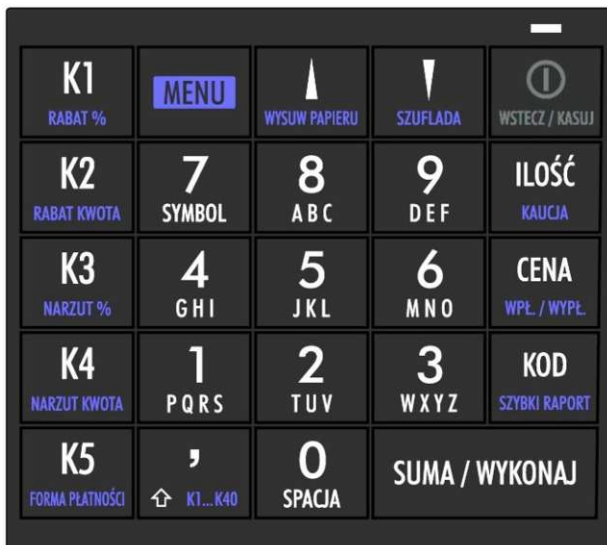 K1
RABAT %
MENU
WYSUW PAPIERU
SZUFLADA
WSTECZ / KASUJ
K2
RABAT KWOTA
7
SYMBOL
8
ABC
9
DEF
ILOŚĆ
KAUCJA
K3
NARZUT %
4
GHI
5
JKL
6
MNO
CENA
WPŁ. / WYPŁ.
K4
NARZUT KWOTA
1
PQRS
2
TUV
3
WXYZ
KOD
SZYBKI RAPORT
K5
FORMA PŁATNOŚCI
,
K1...K40
0
SPACJA
SUMA / WYKONAJ